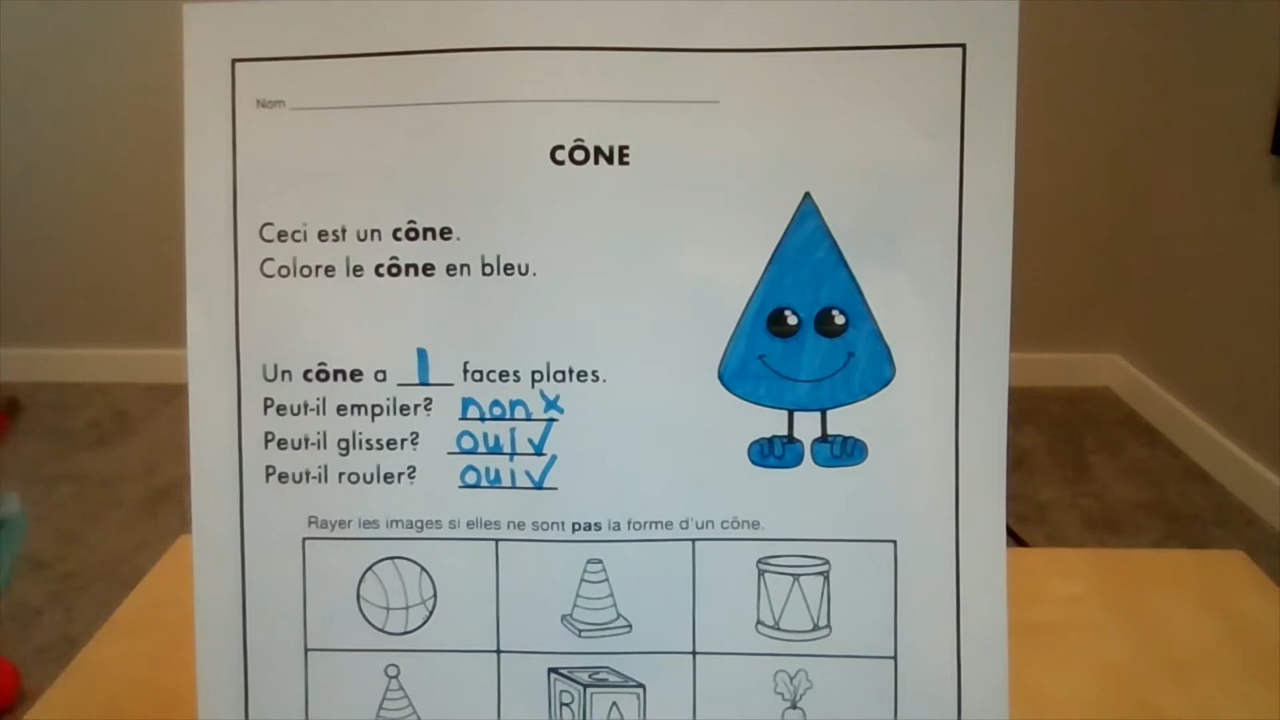 Nom
CÔNE
Ceci est un cône.
Colore le cône en bleu.
Un cône a 1 faces plates.
Peut-il empiler? non x
Peut-il glisser? oui ✓
Peut-il rouler? oui ✓
Rayer les images si elles ne sont pas la forme d'un cône.
B A